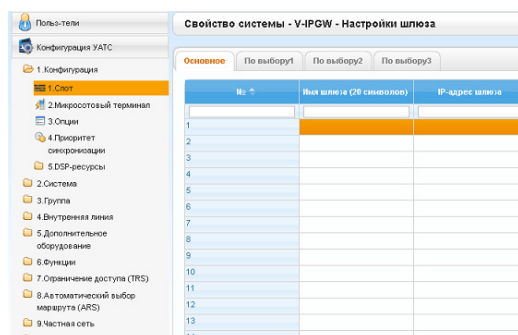 Польз-тели
Конфигурация УАТС
1.Конфигурация
1.Слот
2.Микросотовый терминал
3.Опции
4.Приоритет
синхронизации
5.DSP-ресурсы
2.Система
3.Группа
4.Внутренняя линия
5.Дополнительное
оборудование
6.Функции
7.Ограничение доступа (TRS)
8.Автоматический выбор
маршрута (ARS)
9.Частная сеть
Свойство системы - V-IPGW - Настройки шлюза
Основное По выбору1 По выбору2 По выбору3
№ Имя шлюза (20 символов) IP-адрес шлюза
1
2
3
4
5
6
7
8
9
10
11
12
13